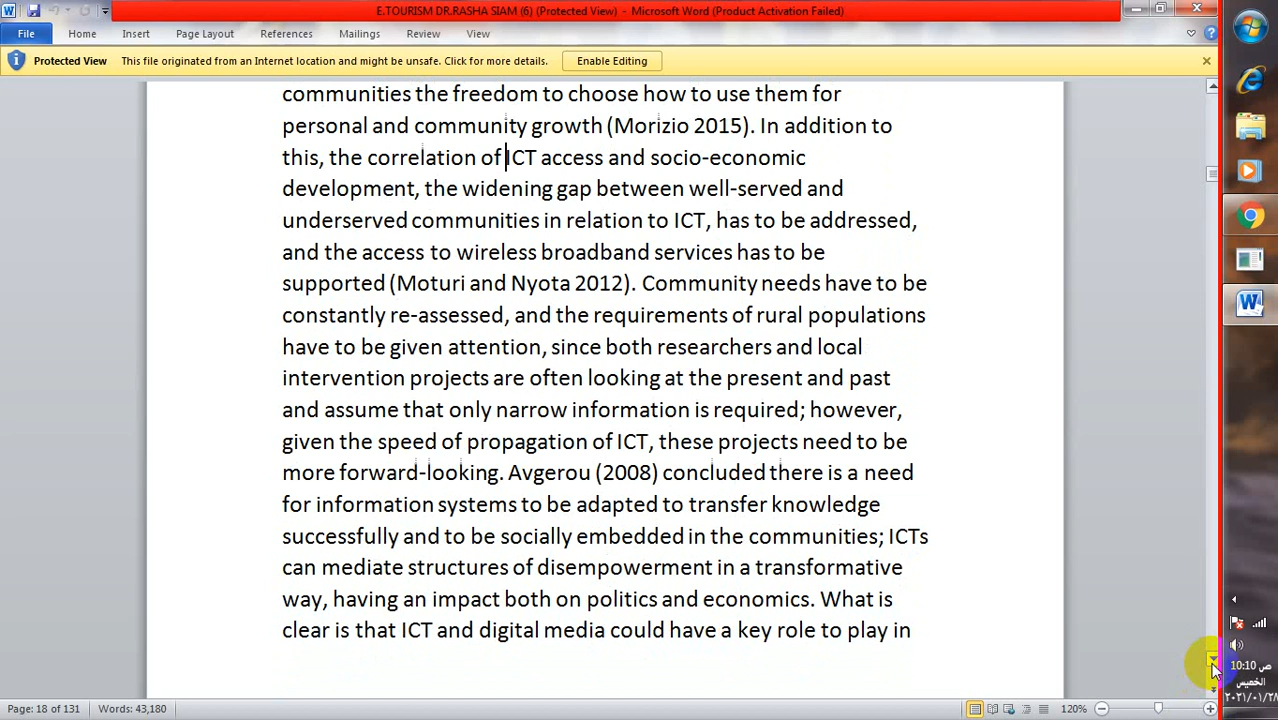 E.TOURISM DR.RASHA SIAM (6) (Protected View) - Microsoft Word (Product Activation Failed)
File Home Insert Page Layout References Mailings Review View
Protected View This file originated from an Internet location and might be unsafe. Click for more details. Enable Editing
communities the freedom to choose how to use them for
personal and community growth (Morizio 2015). In addition to
this, the correlation of ICT access and socio-economic
development, the widening gap between well-served and
underserved communities in relation to ICT, has to be addressed,
and the access to wireless broadband services has to be
supported (Moturi and Nyota 2012). Community needs have to be
constantly re-assessed, and the requirements of rural populations
have to be given attention, since both researchers and local
intervention projects are often looking at the present and past
and assume that only narrow information is required; however,
given the speed of propagation of ICT, these projects need to be
more forward-looking. Avgerou (2008) concluded there is a need
for information systems to be adapted to transfer knowledge
successfully and to be socially embedded in the communities; ICTs
can mediate structures of disempowerment in a transformative
way, having an impact both on politics and economics. What is
clear is that ICT and digital media could have a key role to play in
Page: 18 of 131 Words: 43,180 120%
10:10 ص
الخميس
٢٠٢١/٠١/٢٨